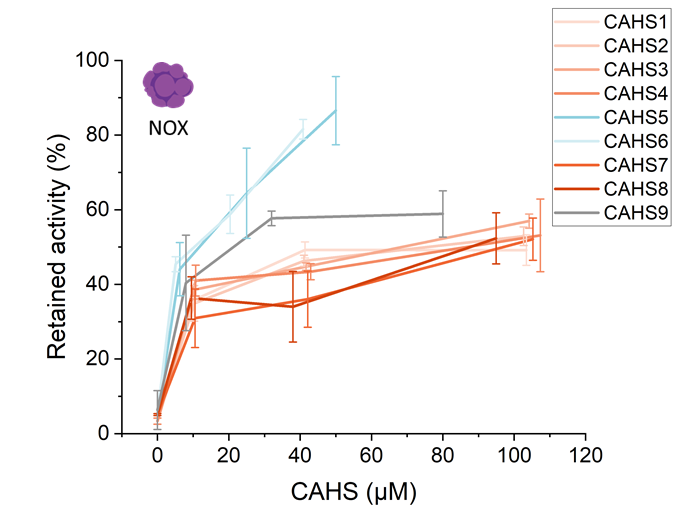 CAHS1
CAHS2
CAHS3
CAHS4
CAHS5
CAHS6
CAHS7
CAHS8
CAHS9
NOX
Retained activity (%)
100
80
60
40
20
0
0 20 40 60 80 100 120
CAHS (μM)